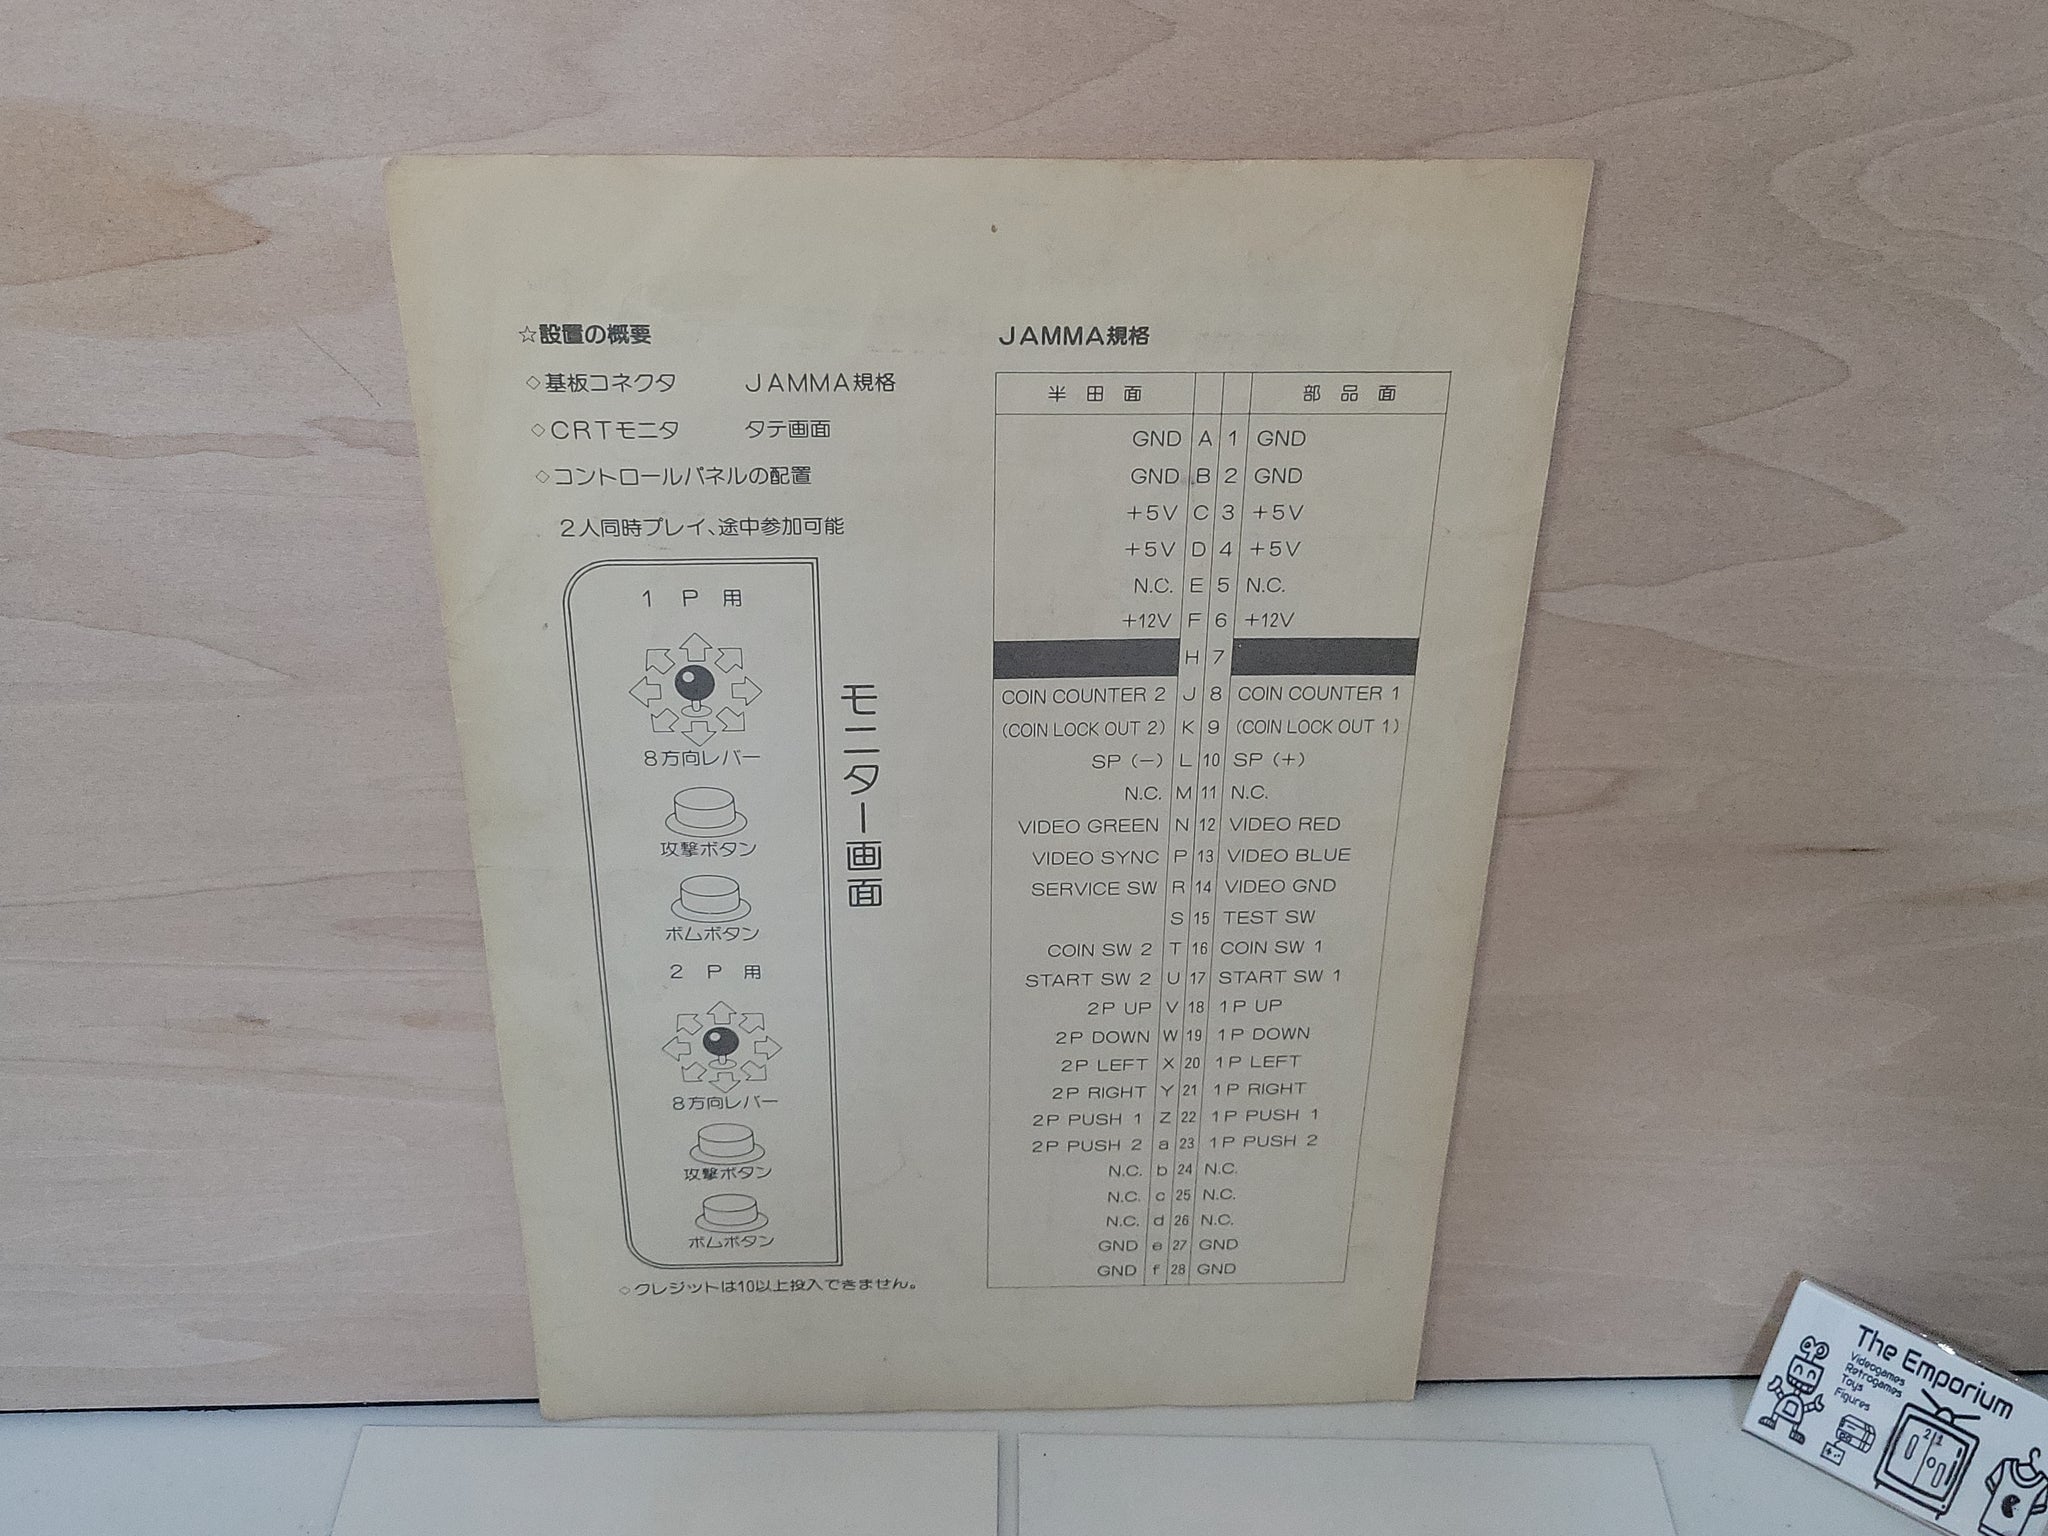 ☆設置の概要
◇基板コネクタ JAMMA規格
◇CRTモニタ タテ画面
◇コントロールパネルの配置
2人同時プレイ、途中参加可能
1P用
8方向レバー
攻撃ボタン
ボムボタン
2P用
8方向レバー
攻撃ボタン
ボムボタン
モニター画面
◇クレジットは10以上投入できません。
JAMMA規格
半田面 部品面
GND A 1 GND
GND B 2 GND
+5V C 3 +5V
+5V D 4 +5V
N.C. E 5 N.C.
+12V F 6 +12V
H 7
COIN COUNTER 2 J 8 COIN COUNTER 1
(COIN LOCK OUT 2) K 9 (COIN LOCK OUT 1)
SP (−) L 10 SP (+)
N.C. M 11 N.C.
VIDEO GREEN N 12 VIDEO RED
VIDEO SYNC P 13 VIDEO BLUE
SERVICE SW R 14 VIDEO GND
S 15 TEST SW
COIN SW 2 T 16 COIN SW 1
START SW 2 U 17 START SW 1
2P UP V 18 1P UP
2P DOWN W 19 1P DOWN
2P LEFT X 20 1P LEFT
2P RIGHT Y 21 1P RIGHT
2P PUSH 1 Z 22 1P PUSH 1
2P PUSH 2 a 23 1P PUSH 2
N.C. b 24 N.C.
N.C. c 25 N.C.
N.C. d 26 N.C.
GND e 27 GND
GND f 28 GND
The Emporium
Videogames
Retrogames
Toys
Figures
2 1